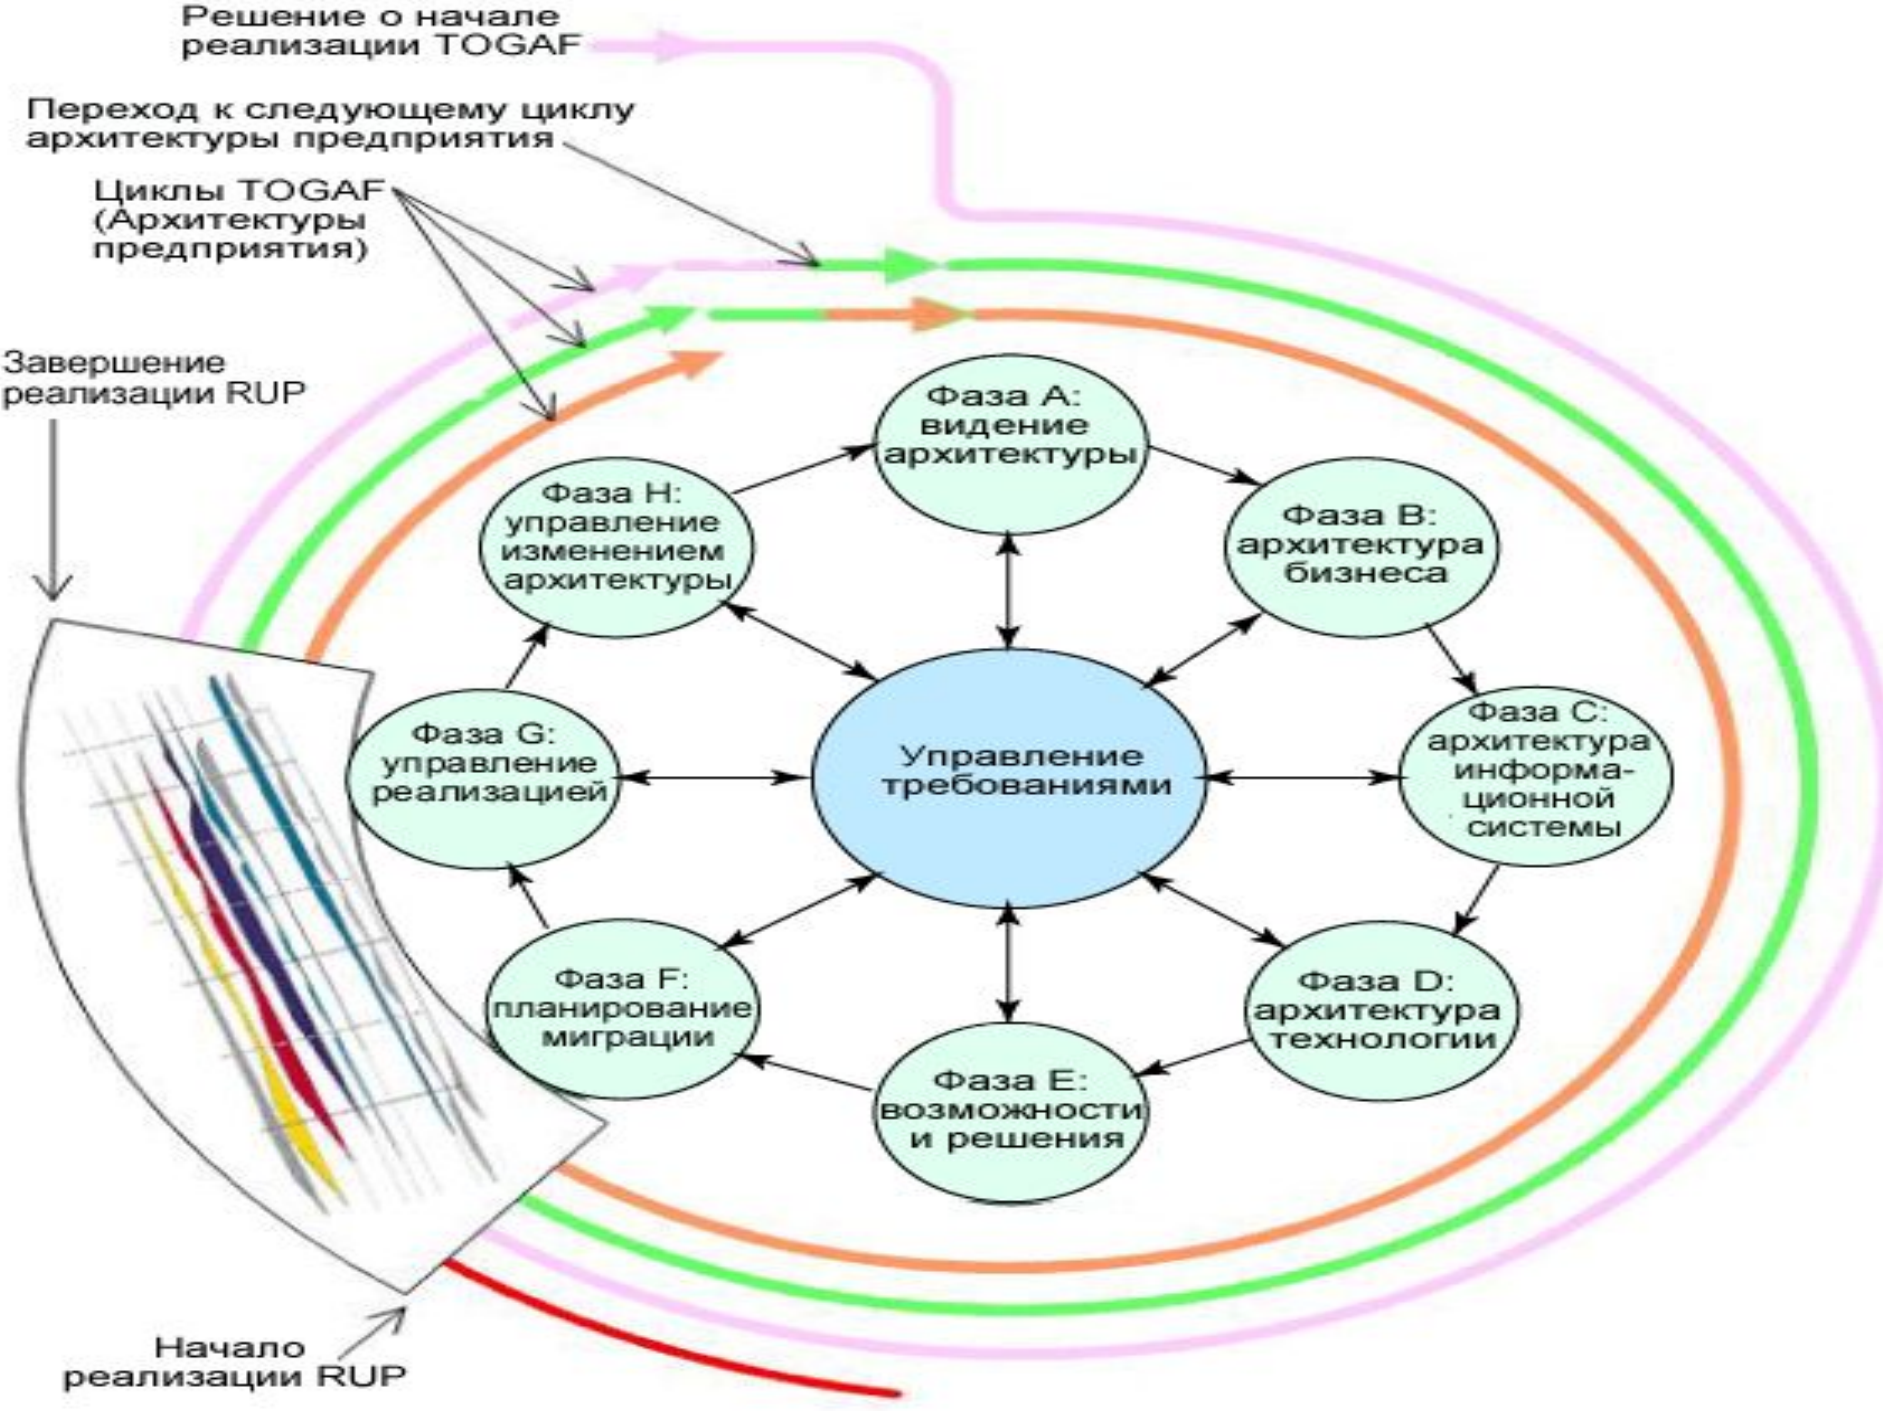 Решение о начале
реализации TOGAF
Переход к следующему циклу
архитектуры предприятия
Циклы TOGAF
(Архитектуры
предприятия)
Завершение
реализации RUP
Фаза A:
видение
архитектуры
Фаза B:
архитектура
бизнеса
Фаза C:
архитектура
информа-
ционной
системы
Фаза D:
архитектура
технологии
Фаза E:
возможности
и решения
Фаза F:
планирование
миграции
Фаза G:
управление
реализацией
Фаза H:
управление
изменением
архитектуры
Управление
требованиями
Начало
реализации RUP